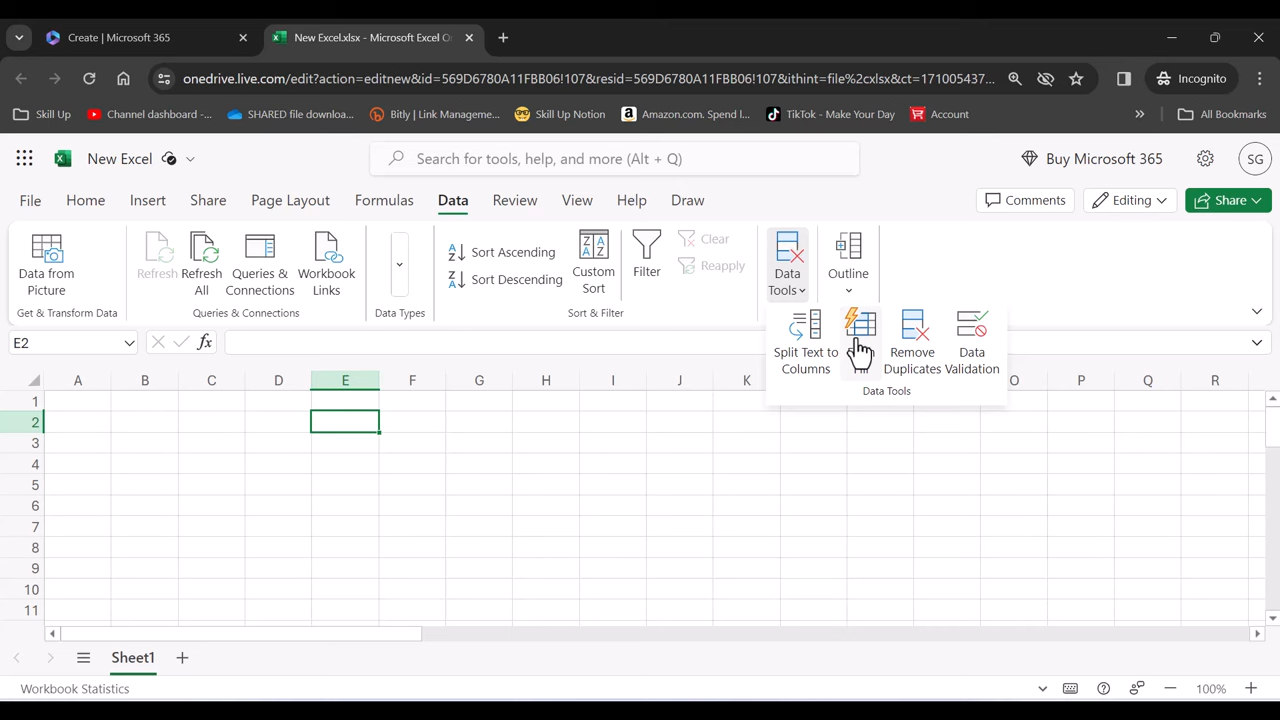 Create | Microsoft 365
New Excel.xlsx - Microsoft Excel O
onedrive.live.com/edit?action=editnew&id=569D6780A11FBB06!107&resid=569D6780A11FBB06!107&ithint=file%2cxlsx&ct=171005437...
Incognito
Skill Up
Channel dashboard -...
SHARED file downloa...
Bitly | Link Manageme...
Skill Up Notion
Amazon.com. Spend l...
TikTok - Make Your Day
Account
»
All Bookmarks
New Excel
Search for tools, help, and more (Alt + Q)
Buy Microsoft 365
SG
File Home Insert Share Page Layout Formulas Data Review View Help Draw
Comments
Editing
Share
Data from
Picture
Get & Transform Data
Refresh
Refresh
All
Queries &
Connections
Workbook
Links
Queries & Connections
Data Types
Sort Ascending
Sort Descending
Custom
Sort
Filter
Clear
Reapply
Sort & Filter
Data
Tools
Outline
Split Text to
Columns
Remove
Duplicates
Data
Validation
Data Tools
E2
fx
A B C D E F G H I J K O P Q R
1
2
3
4
5
6
7
8
9
10
11
Sheet1
Workbook Statistics
100%